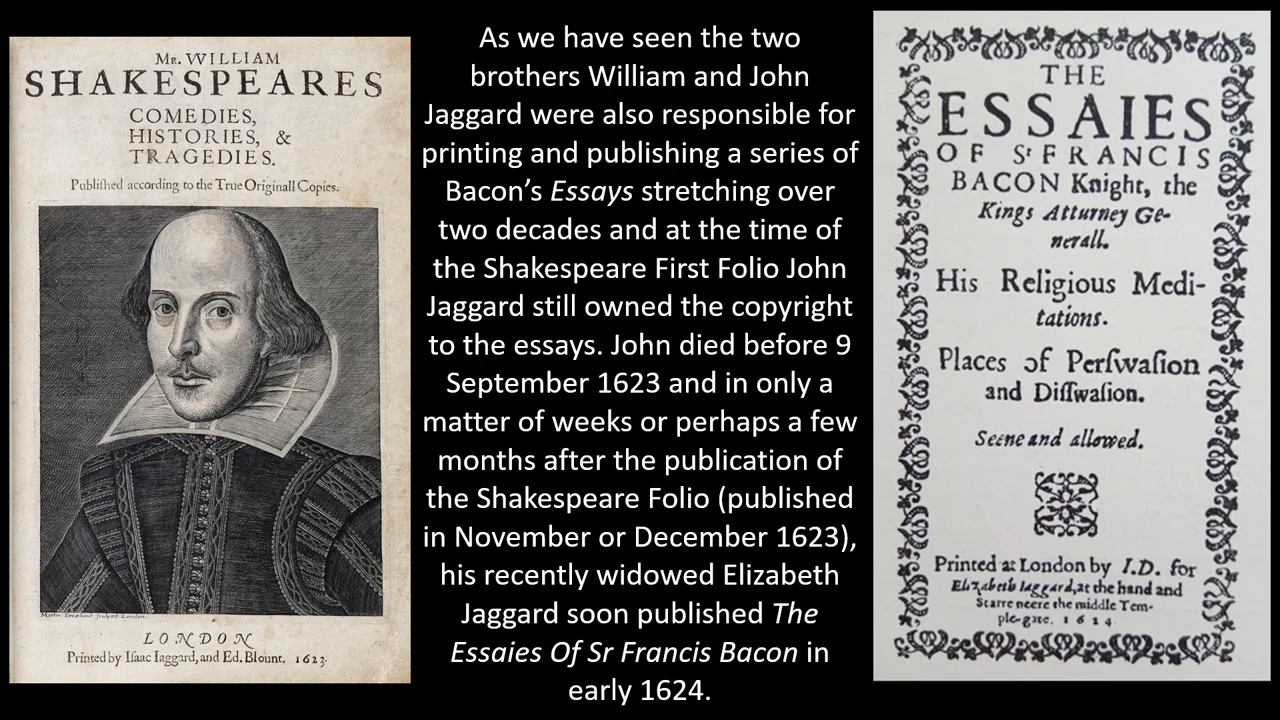 Mr. WILLIAM
SHAKESPEARES
COMEDIES,
HISTORIES, &
TRAGEDIES.
Publiſhed according to the True Originall Copies.
Martin Droeshout ſculpſit London.
LONDON
Printed by Iſaac Iaggard, and Ed. Blount. 1623.
As we have seen the two
brothers William and John
Jaggard were also responsible for
printing and publishing a series of
Bacon’s Essays stretching over
two decades and at the time of
the Shakespeare First Folio John
Jaggard still owned the copyright
to the essays. John died before 9
September 1623 and in only a
matter of weeks or perhaps a few
months after the publication of
the Shakespeare Folio (published
in November or December 1623),
his recently widowed Elizabeth
Jaggard soon published The
Essaies Of Sr Francis Bacon in
early 1624.
THE
ESSAIES
OF Sr FRANCIS
BACON Knight, the
Kings Atturney Ge-
nerall.
His Religious Medi-
tations.
Places of Perſwaſion
and Diſſwaſion.
Seene and allowed.
Printed at London by I.D. for
Elizabeth Iaggard, at the hand and
Starre neere the middle Tem-
ple-gate. 1624.